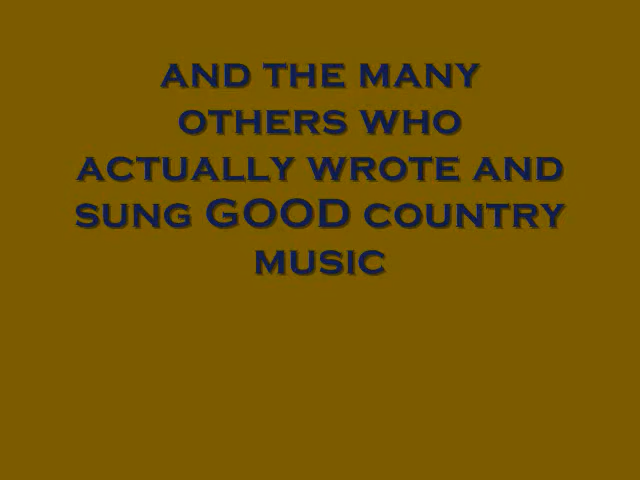 AND THE MANY
OTHERS WHO
ACTUALLY WROTE AND
SUNG GOOD COUNTRY
MUSIC